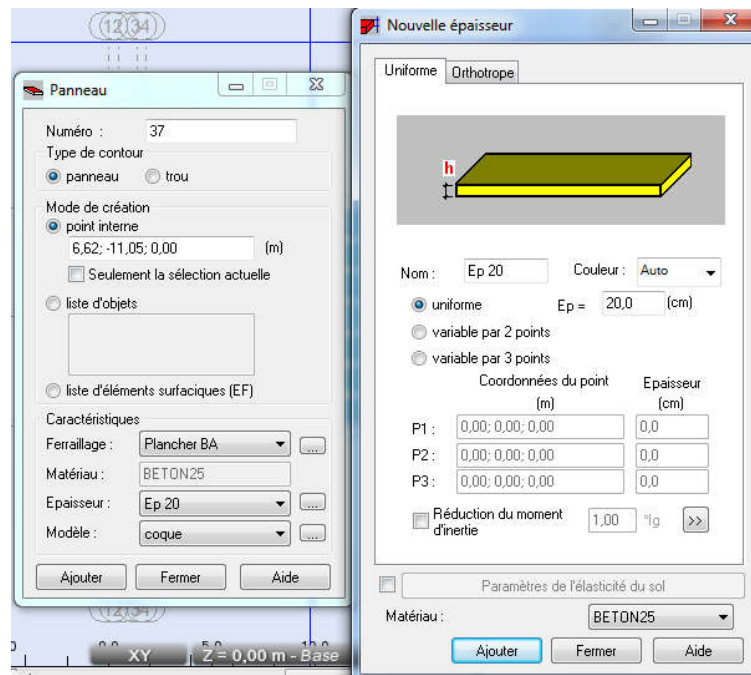 (12)(34)
Panneau
Numéro : 37
Type de contour
panneau trou
Mode de création
point interne
6,62; -11,05; 0,00 (m)
Seulement la sélection actuelle
liste d'objets
liste d'éléments surfaciques (EF)
Caractéristiques
Ferraillage : Plancher BA ...
Matériau : BETON25
Epaisseur : Ep 20 ...
Modèle : coque ...
Ajouter Fermer Aide
XY Z = 0,00 m - Base
Nouvelle épaisseur
Uniforme Orthotrope
h
Nom : Ep 20 Couleur : Auto
uniforme Ep = 20,0 (cm)
variable par 2 points
variable par 3 points
Coordonnées du point Epaisseur
(m) (cm)
P1 : 0,00; 0,00; 0,00 0,0
P2 : 0,00; 0,00; 0,00 0,0
P3 : 0,00; 0,00; 0,00 0,0
Réduction du moment d'inertie 1,00 *Ig >>
Paramètres de l'élasticité du sol
Matériau : BETON25
Ajouter Fermer Aide